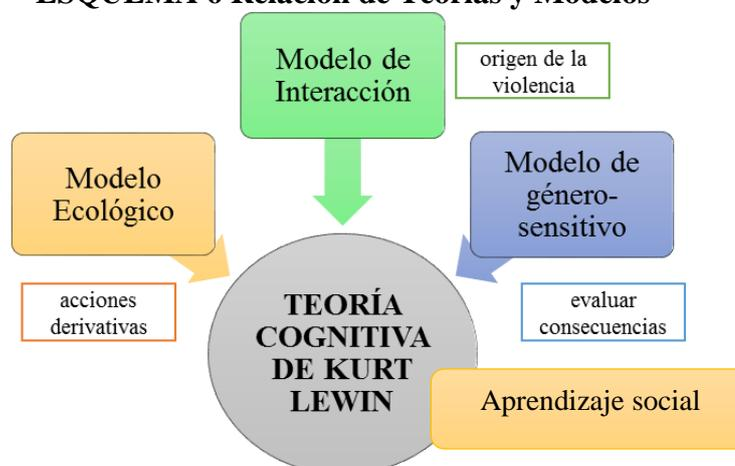 ESQUEMA 6 Relación de Teorías y Modelos
Modelo de
Interacción
origen de la
violencia
Modelo
Ecológico
Modelo de
género-
sensitivo
acciones
derivativas
evaluar
consecuencias
TEORÍA
COGNITIVA
DE KURT
LEWIN
Aprendizaje social